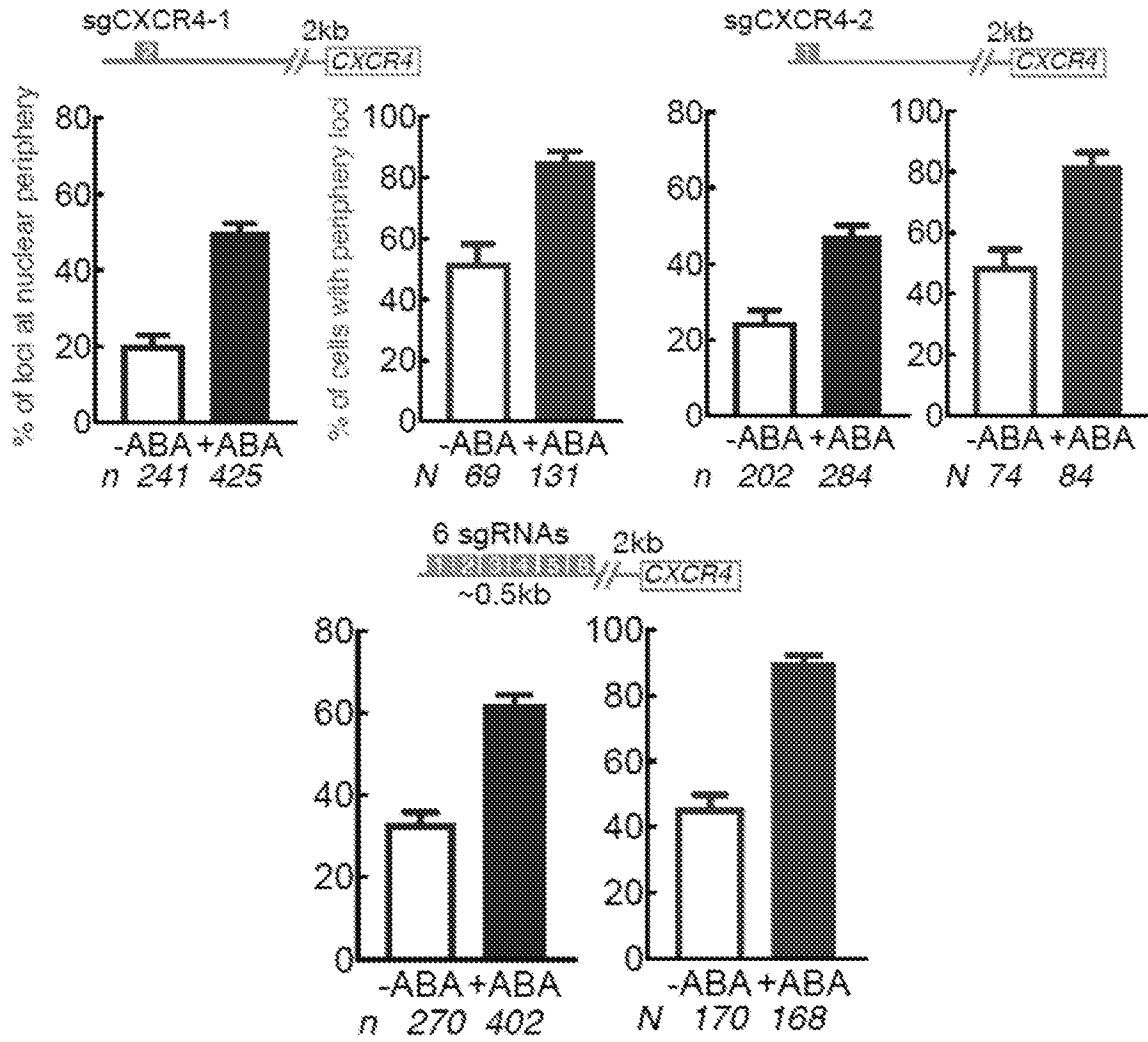 sgCXCR4-1
2kb
CXCR4
% of loci at nuclear periphery
80
60
40
20
0
-ABA +ABA
n 241 425
% of cells with periphery loci
100
80
60
40
20
0
-ABA +ABA
N 69 131
sgCXCR4-2
2kb
CXCR4
80
60
40
20
0
-ABA +ABA
n 202 284
100
80
60
40
20
0
-ABA +ABA
N 74 84
6 sgRNAs
2kb
CXCR4
~0.5kb
80
60
40
20
0
-ABA +ABA
n 270 402
100
80
60
40
20
0
-ABA +ABA
N 170 168